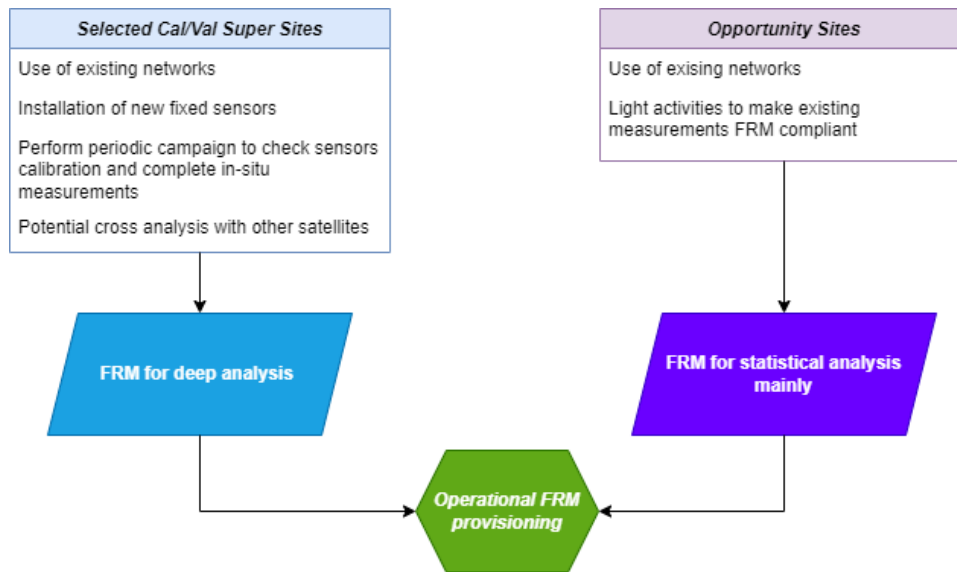 Selected Cal/Val Super Sites
Use of existing networks
Installation of new fixed sensors
Perform periodic campaign to check sensors
calibration and complete in-situ
measurements
Potential cross analysis with other satellites
Opportunity Sites
Use of exising networks
Light activities to make existing
measurements FRM compliant
FRM for deep analysis
FRM for statistical analysis
mainly
Operational FRM
provisioning